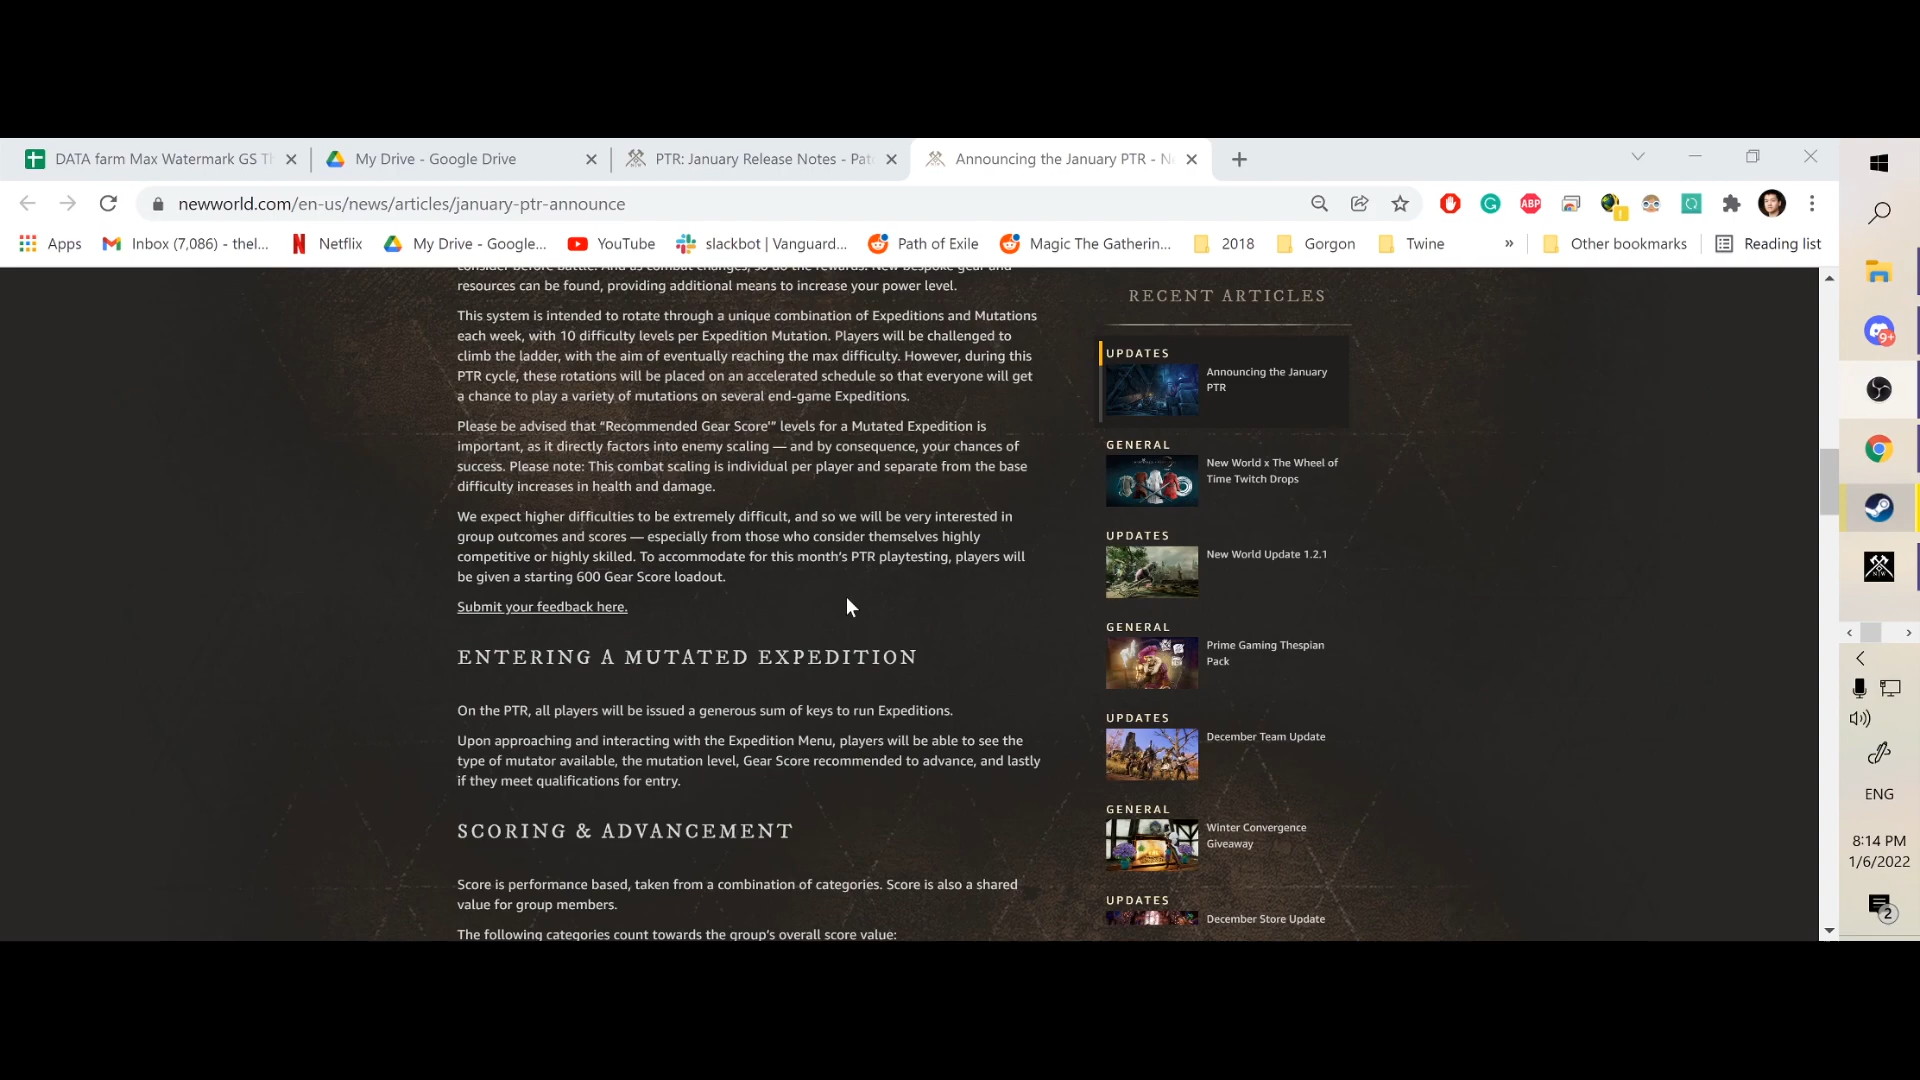 DATA farm Max Watermark GS Th
My Drive - Google Drive
PTR: January Release Notes - Pat
Announcing the January PTR - N
newworld.com/en-us/news/articles/january-ptr-announce
Apps
Inbox (7,086) - thel...
Netflix
My Drive - Google...
YouTube
slackbot | Vanguard...
Path of Exile
Magic The Gatherin...
2018
Gorgon
Twine
»
Other bookmarks
Reading list
consider before battle. And as combat changes, so do the rewards. New bespoke gear and
resources can be found, providing additional means to increase your power level.
This system is intended to rotate through a unique combination of Expeditions and Mutations
each week, with 10 difficulty levels per Expedition Mutation. Players will be challenged to
climb the ladder, with the aim of eventually reaching the max difficulty. However, during this
PTR cycle, these rotations will be placed on an accelerated schedule so that everyone will get
a chance to play a variety of mutations on several end-game Expeditions.
Please be advised that “Recommended Gear Score’” levels for a Mutated Expedition is
important, as it directly factors into enemy scaling — and by consequence, your chances of
success. Please note: This combat scaling is individual per player and separate from the base
difficulty increases in health and damage.
We expect higher difficulties to be extremely difficult, and so we will be very interested in
group outcomes and scores — especially from those who consider themselves highly
competitive or highly skilled. To accommodate for this month’s PTR playtesting, players will
be given a starting 600 Gear Score loadout.
Submit your feedback here.
ENTERING A MUTATED EXPEDITION
On the PTR, all players will be issued a generous sum of keys to run Expeditions.
Upon approaching and interacting with the Expedition Menu, players will be able to see the
type of mutator available, the mutation level, Gear Score recommended to advance, and lastly
if they meet qualifications for entry.
SCORING & ADVANCEMENT
Score is performance based, taken from a combination of categories. Score is also a shared
value for group members.
The following categories count towards the group’s overall score value:
RECENT ARTICLES
UPDATES
Announcing the January
PTR
GENERAL
New World x The Wheel of
Time Twitch Drops
UPDATES
New World Update 1.2.1
GENERAL
Prime Gaming Thespian
Pack
UPDATES
December Team Update
GENERAL
Winter Convergence
Giveaway
UPDATES
December Store Update
ABP
9+
NW
ENG
8:14 PM
1/6/2022
2